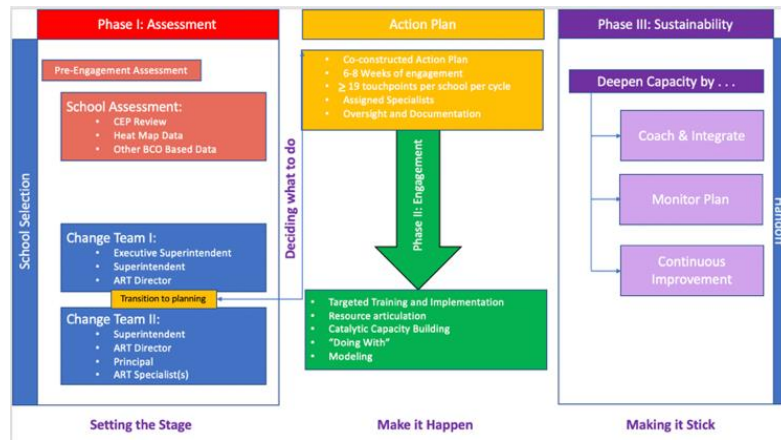 Phase I: Assessment
Action Plan
Phase III: Sustainability
School Selection
Pre-Engagement Assessment
School Assessment:
• CEP Review
• Heat Map Data
• Other BCO Based Data
Change Team I:
• Executive Superintendent
• Superintendent
• ART Director
Transition to planning
Change Team II:
• Superintendent
• ART Director
• Principal
• ART Specialist(s)
Setting the Stage
Deciding what to do
• Co-constructed Action Plan
• 6-8 Weeks of engagement
• ≥ 19 touchpoints per school per cycle
• Assigned Specialists
• Oversight and Documentation
Phase II: Engagement
• Targeted Training and Implementation
• Resource articulation
• Catalytic Capacity Building
• “Doing With”
• Modeling
Make it Happen
Deepen Capacity by . . .
Coach & Integrate
Monitor Plan
Continuous
Improvement
Making it Stick